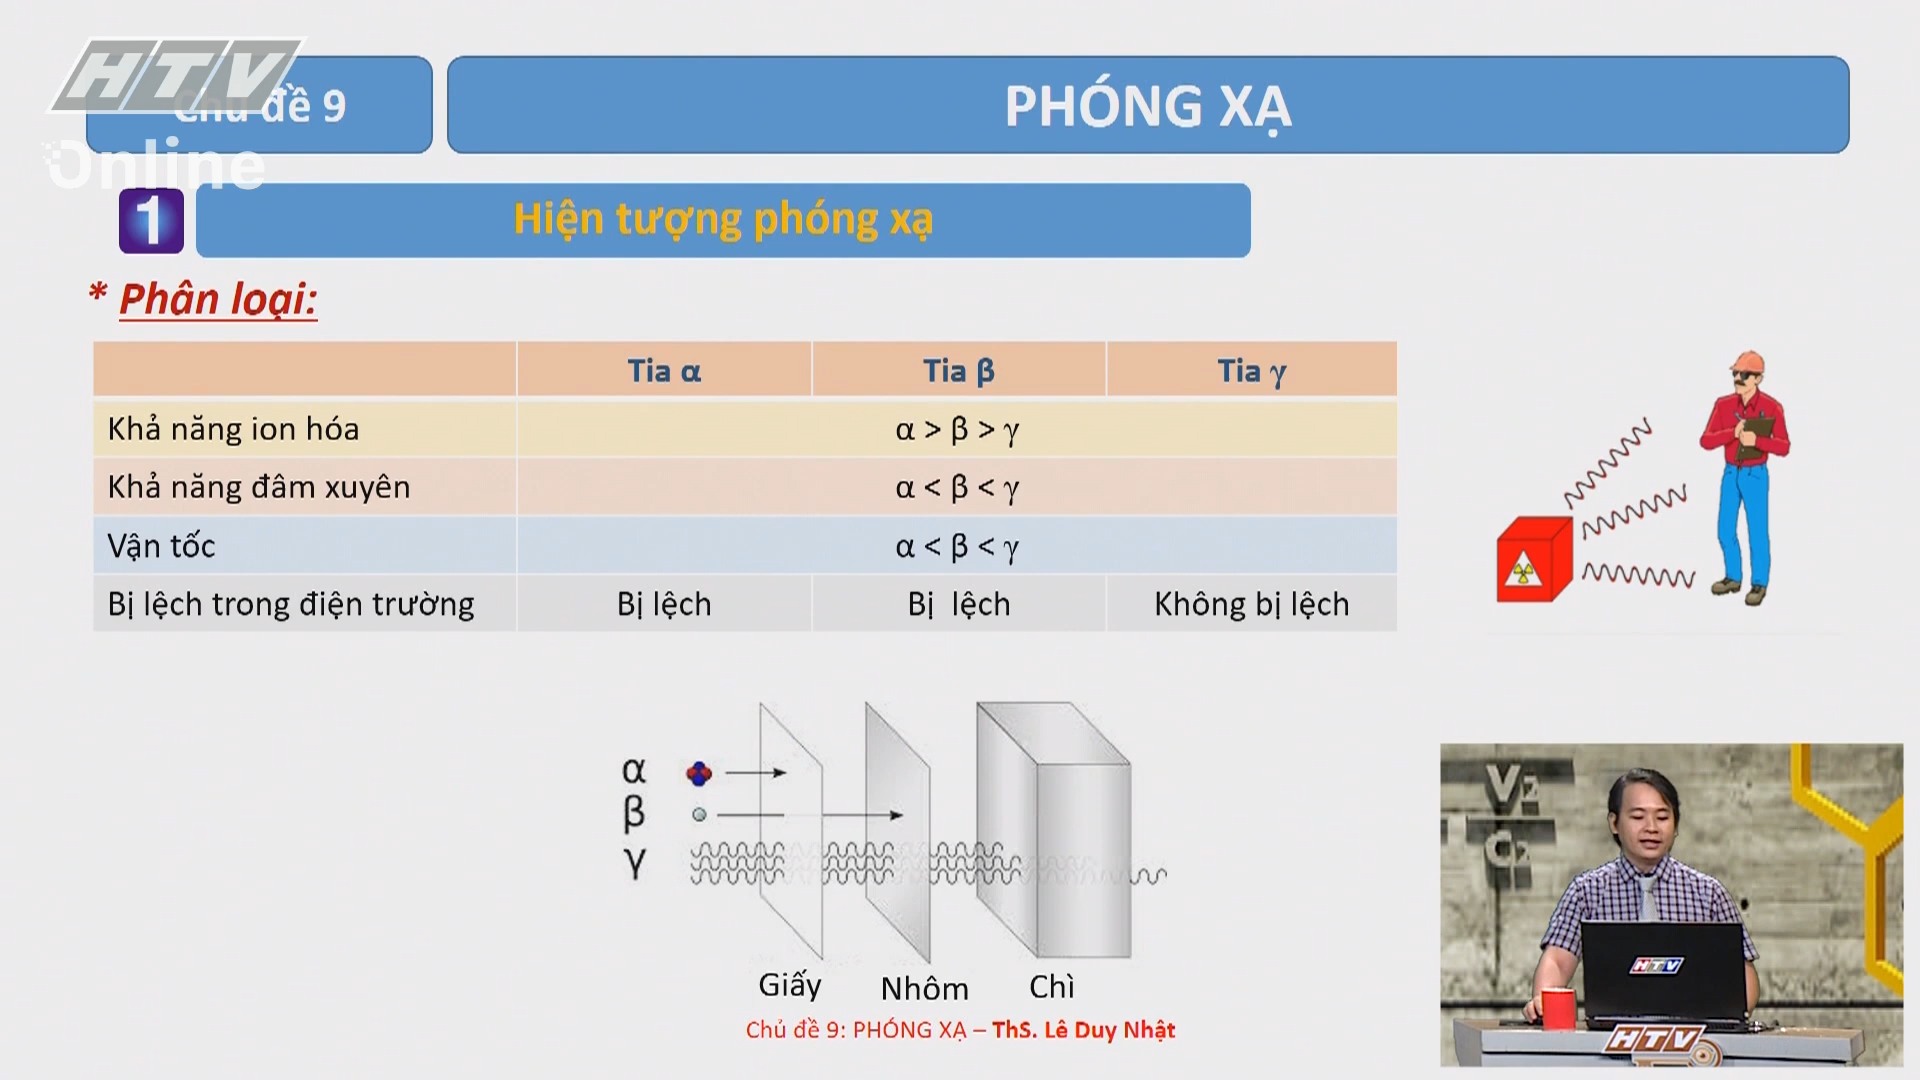 HTV
Online
Chủ đề 9
PHÓNG XẠ
1
Hiện tượng phóng xạ
* Phân loại:
Tia α Tia β Tia γ
Khả năng ion hóa α > β > γ
Khả năng đâm xuyên α < β < γ
Vận tốc α < β < γ
Bị lệch trong điện trường Bị lệch Bị lệch Không bị lệch
α
β
γ
Giấy Nhôm Chì
Chủ đề 9: PHÓNG XẠ – ThS. Lê Duy Nhật
V2
HTV
HTV